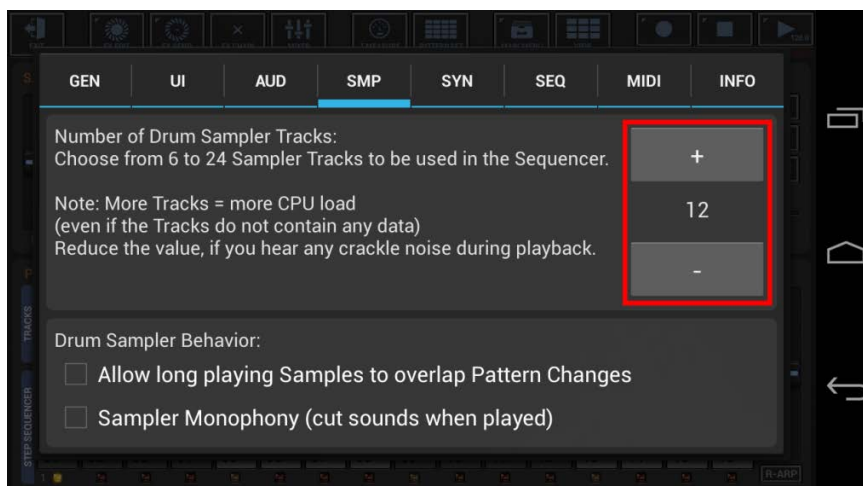 GEN UI AUD SMP SYN SEQ MIDI INFO
Number of Drum Sampler Tracks:
Choose from 6 to 24 Sampler Tracks to be used in the Sequencer.
Note: More Tracks = more CPU load
(even if the Tracks do not contain any data)
Reduce the value, if you hear any crackle noise during playback.
+
12
-
Drum Sampler Behavior:
Allow long playing Samples to overlap Pattern Changes
Sampler Monophony (cut sounds when played)
TRACKS
STEP SEQUENCER
R-ARP